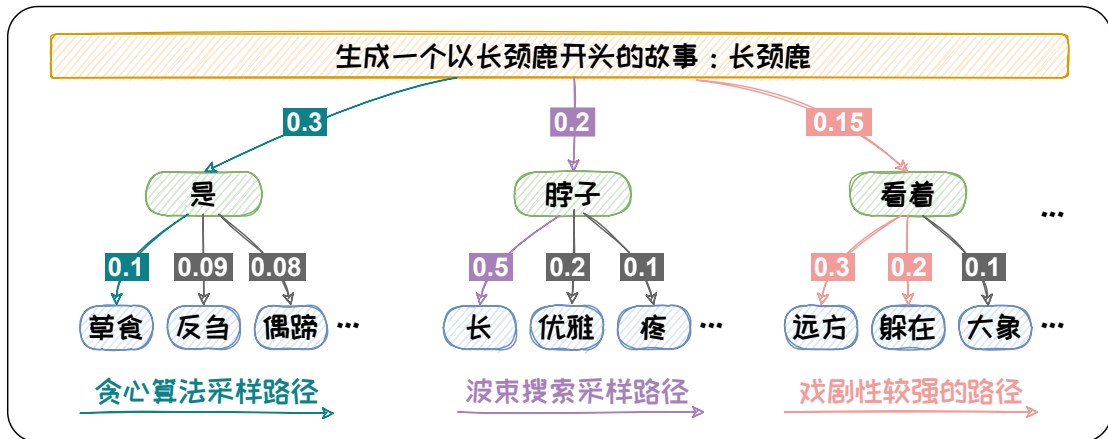 生成一个以长颈鹿开头的故事：长颈鹿
0.3 0.2 0.15
是 脖子 看着 ...
0.1 0.09 0.08 0.5 0.2 0.1 0.3 0.2 0.1
草食 反刍 偶蹄 ... 长 优雅 疼 ... 远方 躲在 大象 ...
贪心算法采样路径 波束搜索采样路径 戏剧性较强的路径